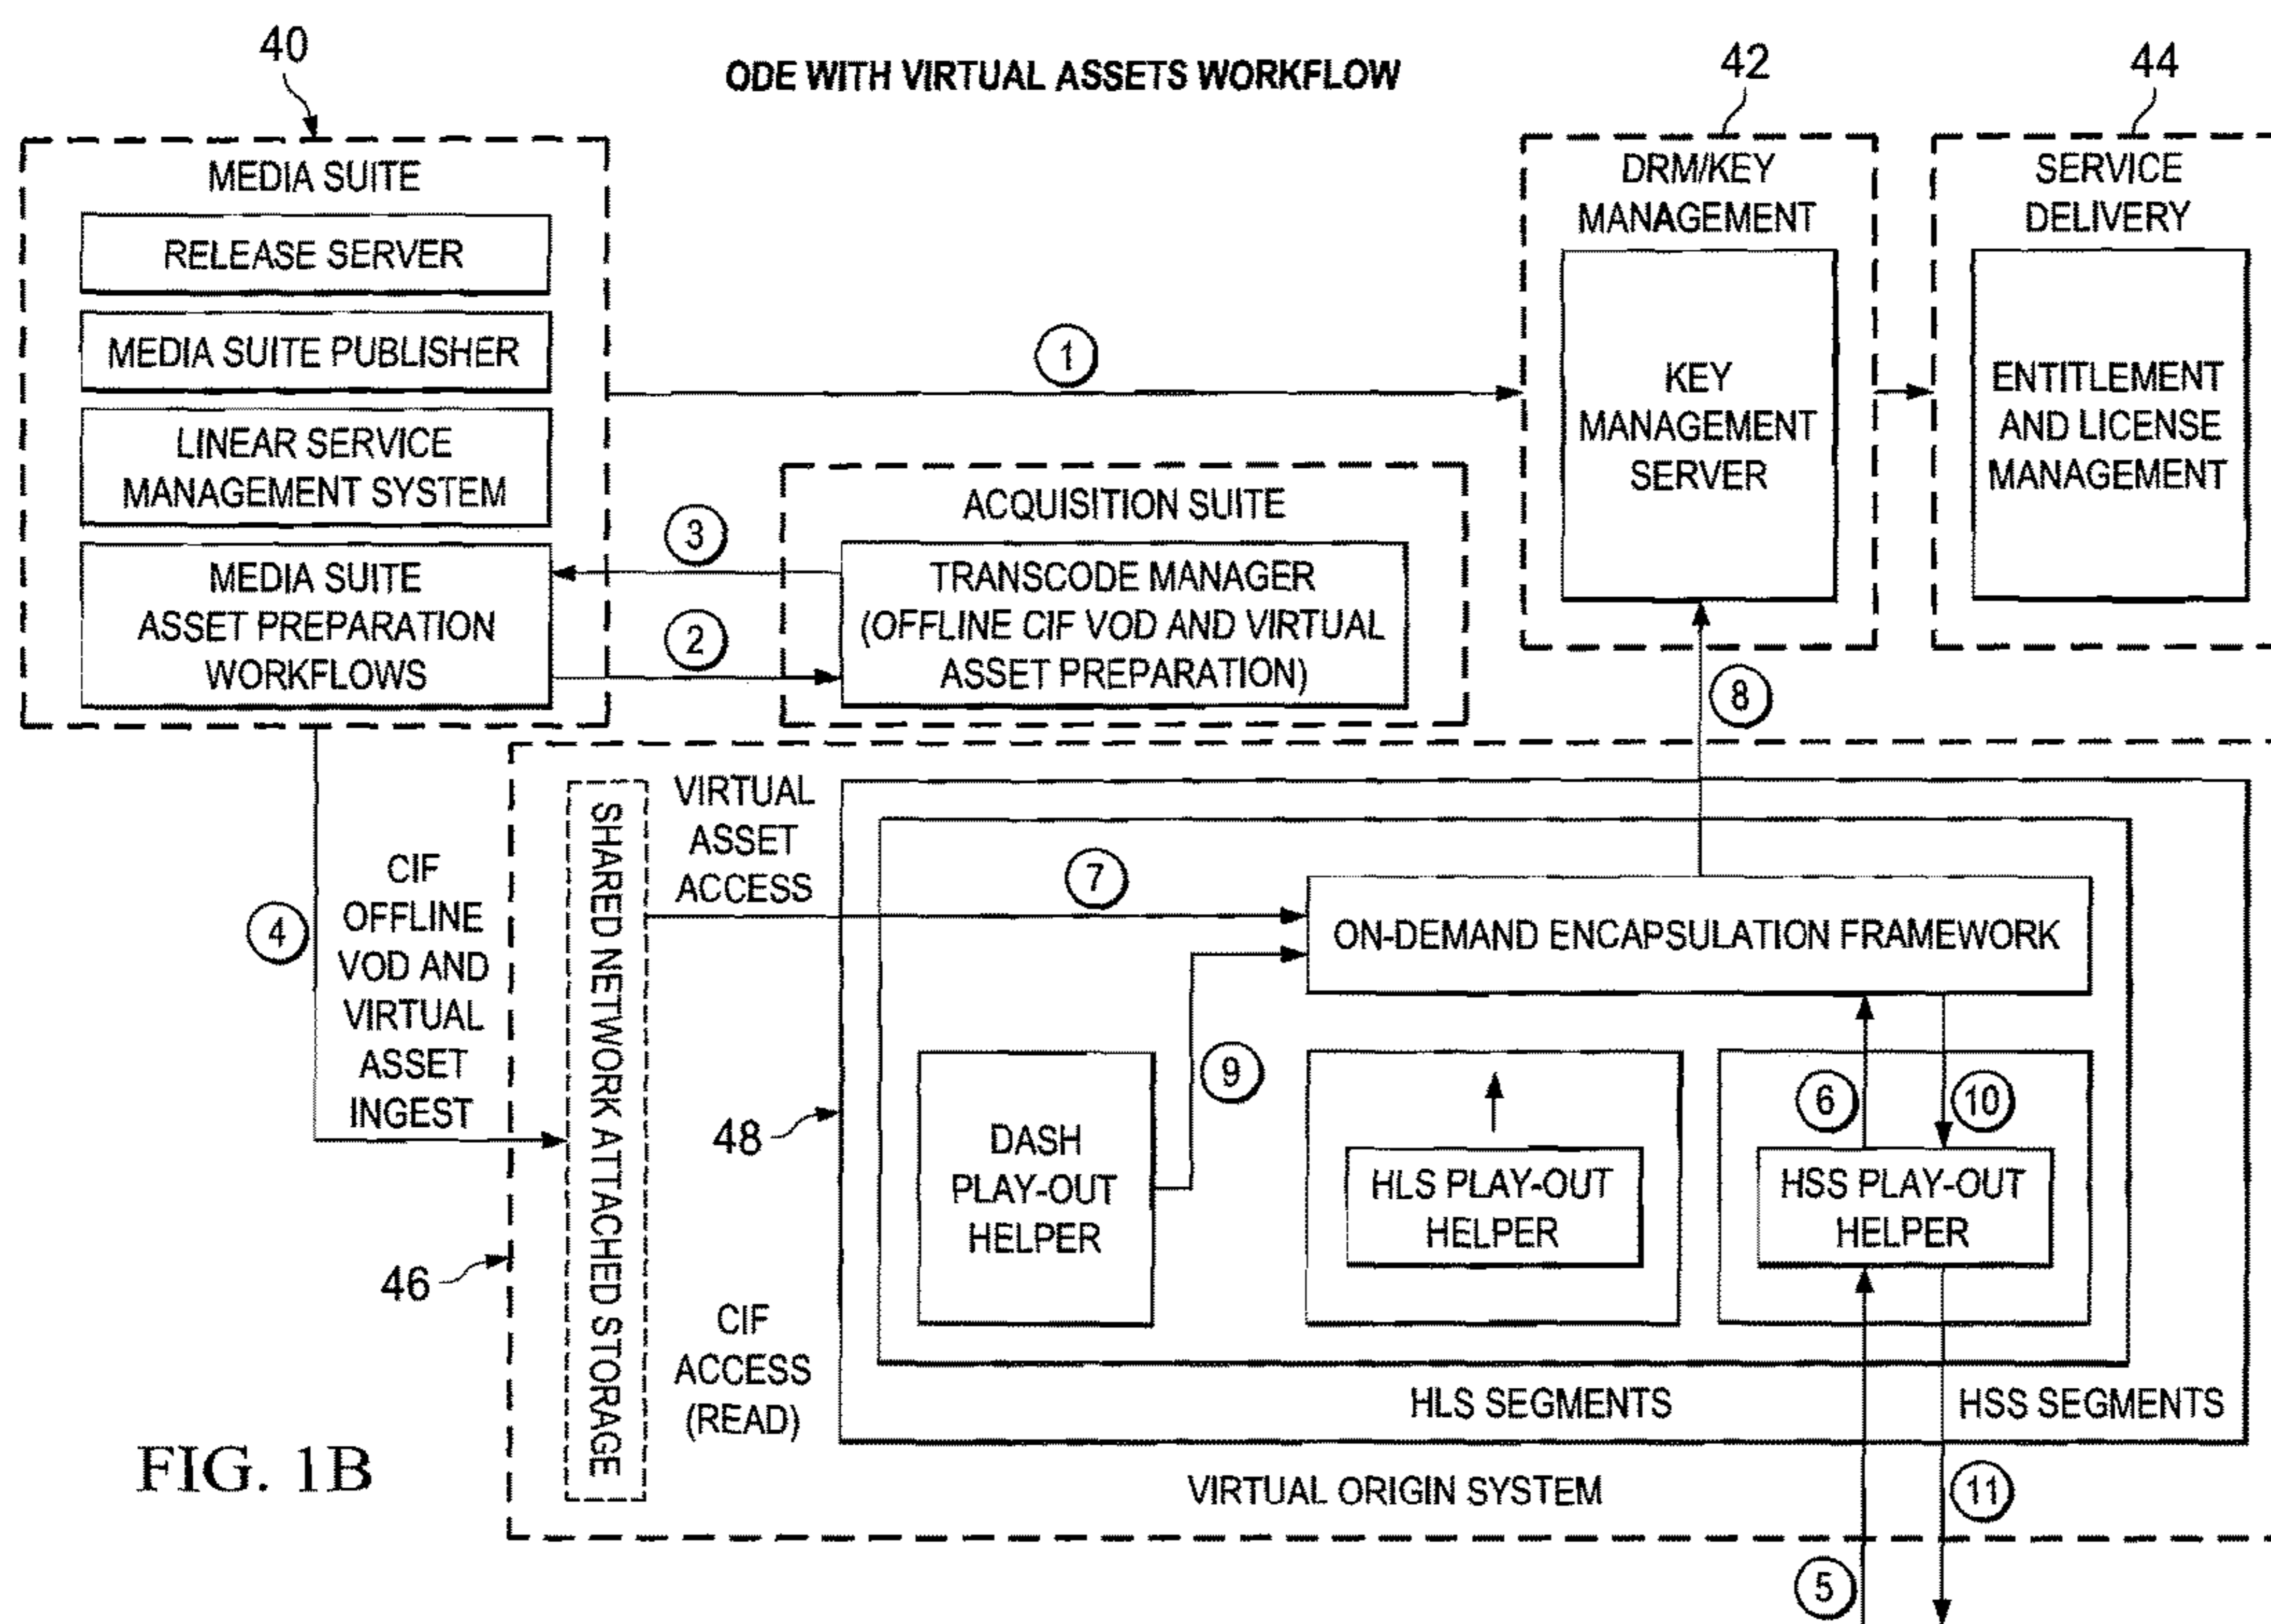 40
ODE WITH VIRTUAL ASSETS WORKFLOW
42
44
MEDIA SUITE
RELEASE SERVER
MEDIA SUITE PUBLISHER
LINEAR SERVICE
MANAGEMENT SYSTEM
MEDIA SUITE
ASSET PREPARATION
WORKFLOWS
1
3
2
ACQUISITION SUITE
TRANSCODE MANAGER
(OFFLINE CIF VOD AND VIRTUAL
ASSET PREPARATION)
DRM/KEY
MANAGEMENT
KEY
MANAGEMENT
SERVER
SERVICE
DELIVERY
ENTITLEMENT
AND LICENSE
MANAGEMENT
8
4
CIF
OFFLINE
VOD AND
VIRTUAL
ASSET
INGEST
46
SHARED NETWORK ATTACHED STORAGE
VIRTUAL
ASSET
ACCESS
7
ON-DEMAND ENCAPSULATION FRAMEWORK
48
DASH
PLAY-OUT
HELPER
9
HLS PLAY-OUT
HELPER
6
10
HSS PLAY-OUT
HELPER
CIF
ACCESS
(READ)
HLS SEGMENTS
HSS SEGMENTS
VIRTUAL ORIGIN SYSTEM
11
5
FIG. 1B